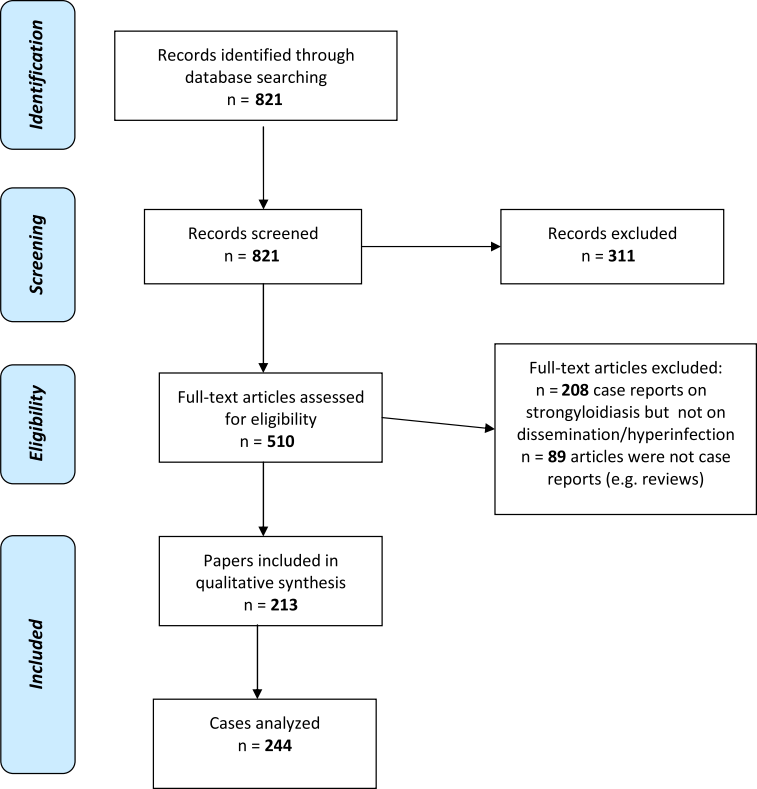 Identification
Records identified through
database searching
n = 821
Screening
Records screened
n = 821
Records excluded
n = 311
Eligibility
Full-text articles assessed
for eligibility
n = 510
Full-text articles excluded:
n = 208 case reports on
strongyloidiasis but not on
dissemination/hyperinfection
n = 89 articles were not case
reports (e.g. reviews)
Included
Papers included in
qualitative synthesis
n = 213
Cases analyzed
n = 244